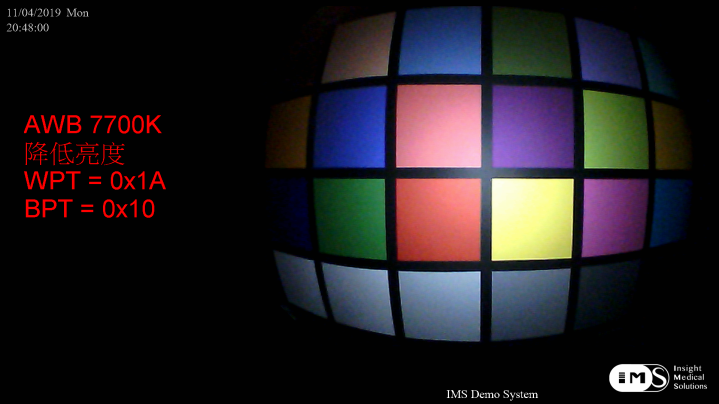 11/04/2019 Mon
20:48:00
AWB 7700K
降低亮度
WPT = 0x1A
BPT = 0x10
IMS Insight
Medical
Solutions
IMS Demo System